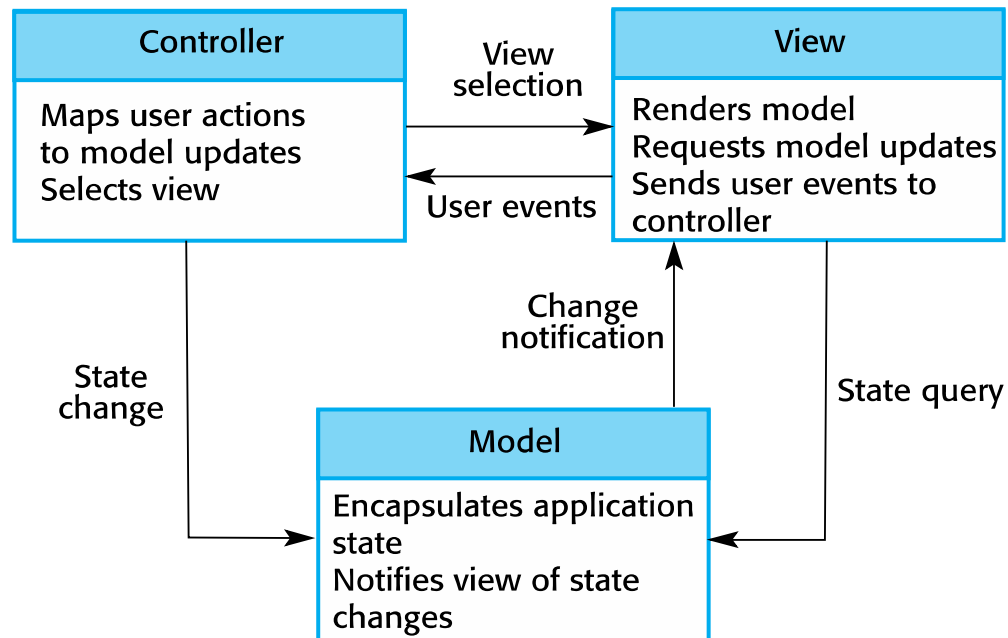 Controller
Maps user actions
to model updates
Selects view
View
selection
User events
View
Renders model
Requests model updates
Sends user events to
controller
State
change
Change
notification
State query
Model
Encapsulates application
state
Notifies view of state
changes